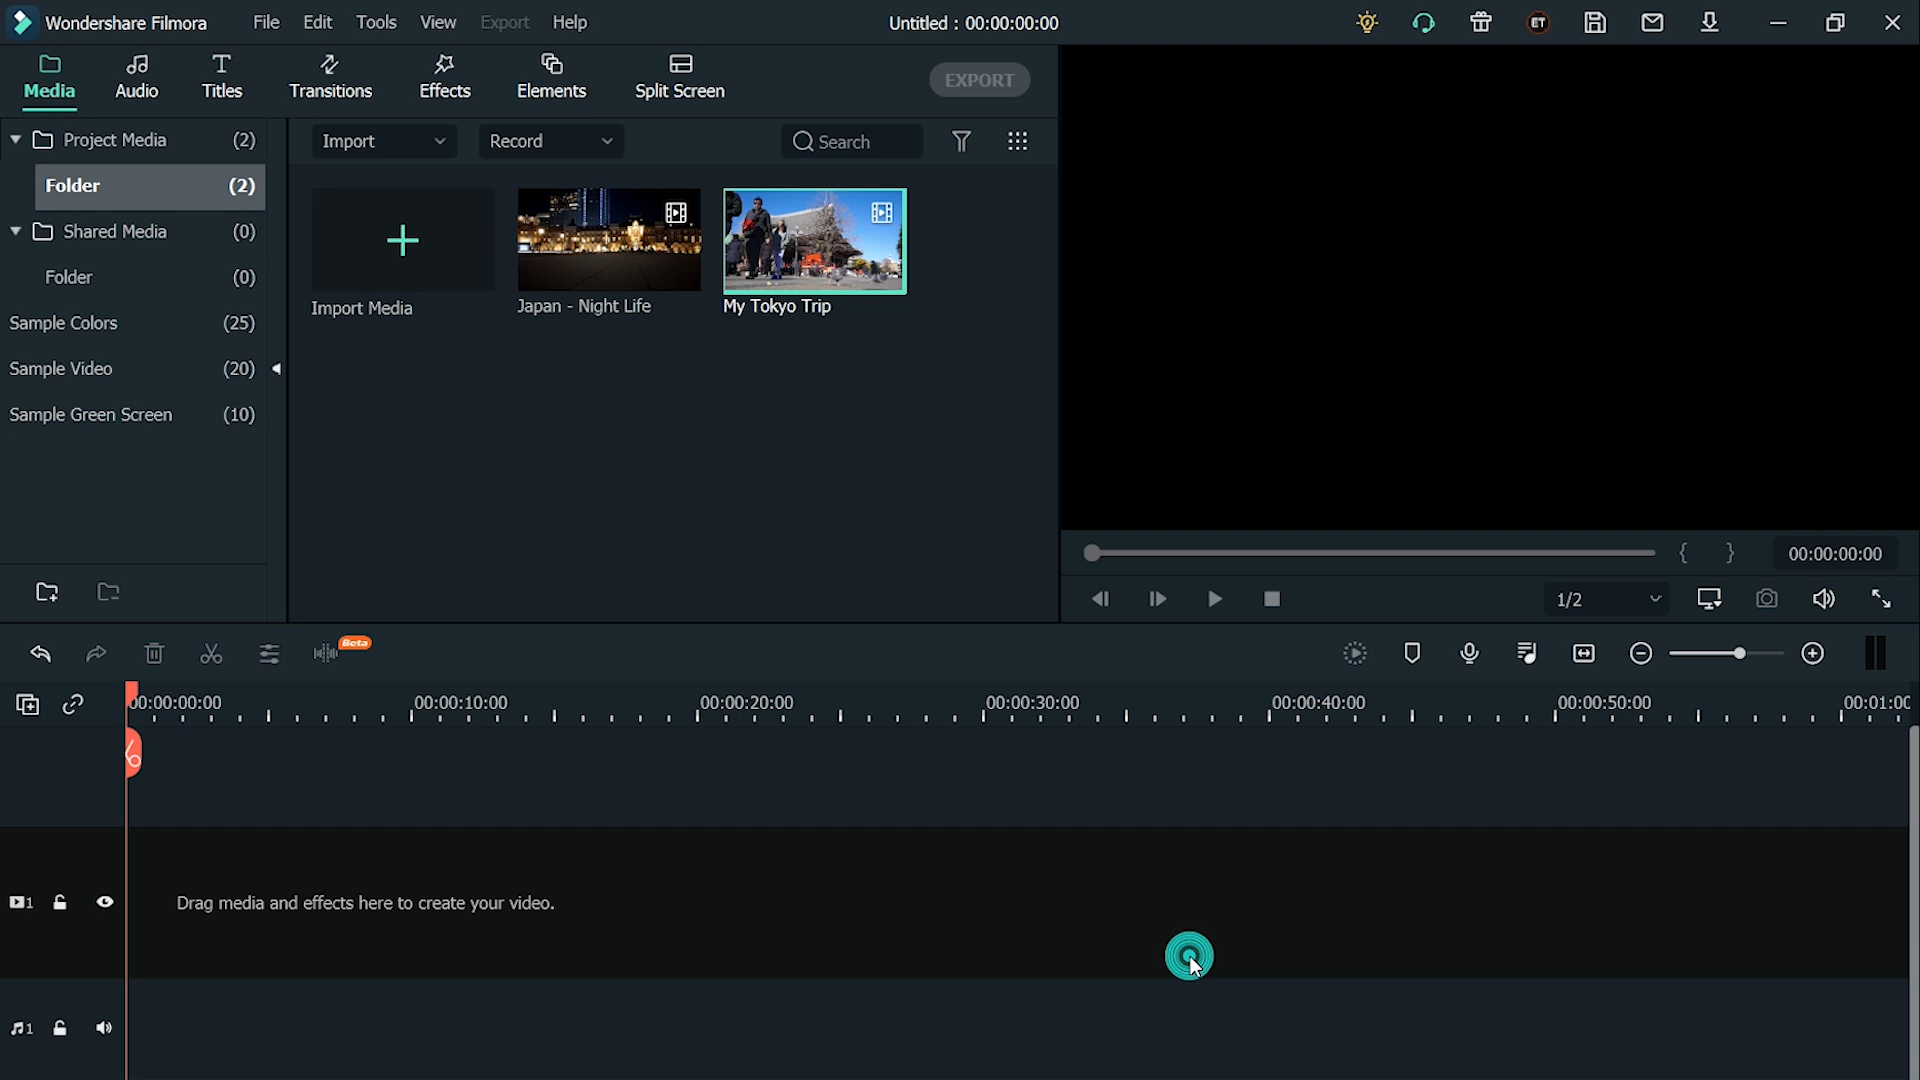 Wondershare Filmora File Edit Tools View Export Help Untitled : 00:00:00:00 ET
Media Audio Titles Transitions Effects Elements Split Screen EXPORT
Project Media (2)
Folder (2)
Shared Media (0)
Folder (0)
Sample Colors (25)
Sample Video (20)
Sample Green Screen (10)
Import Record Search
Import Media Japan - Night Life My Tokyo Trip
{ } 00:00:00:00
1/2
Beta
00:00:00:00 00:00:10:00 00:00:20:00 00:00:30:00 00:00:40:00 00:00:50:00 00:01:00
1 Drag media and effects here to create your video.
1